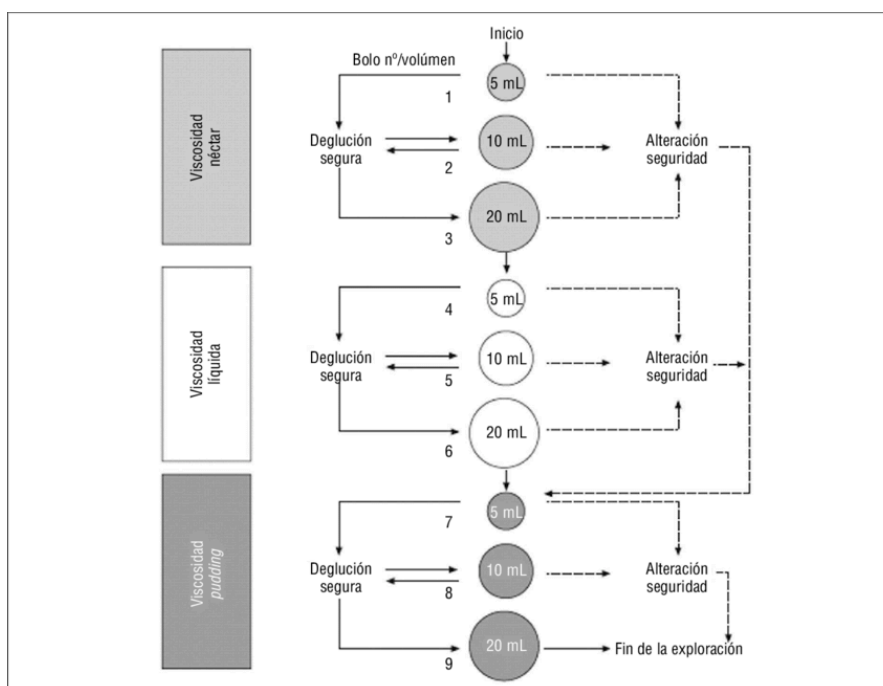 Inicio
Bolo nº/volúmen
Viscosidad
néctar
1
5 mL
Deglución
segura
2
10 mL
Alteración
seguridad
3
20 mL
Viscosidad
líquida
4
5 mL
Deglución
segura
5
10 mL
Alteración
seguridad
6
20 mL
Viscosidad
pudding
7
5 mL
Deglución
segura
8
10 mL
Alteración
seguridad
9
20 mL
Fin de la exploración